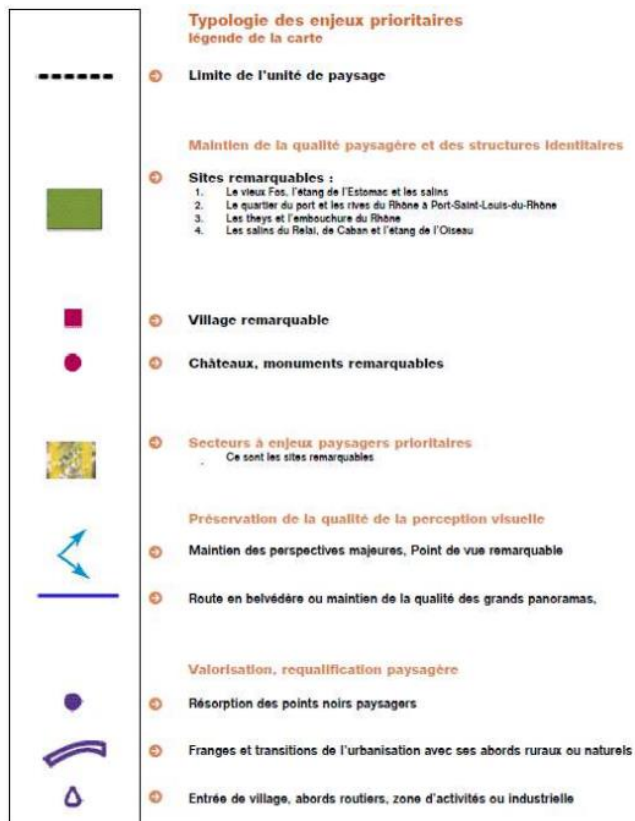 Typologie des enjeux prioritaires
légende de la carte
Limite de l'unité de paysage
Maintien de la qualité paysagère et des structures identitaires
Sites remarquables :
1. Le vieux Fos, l'étang de l'Estomac et les salins
2. Le quartier du port et les rives du Rhône à Port-Saint-Louis-du-Rhône
3. Les theys et l'embouchure du Rhône
4. Les salins du Relai, de Caban et l'étang de l'Oiseau
Village remarquable
Châteaux, monuments remarquables
Secteurs à enjeux paysagers prioritaires
Ce sont les sites remarquables
Préservation de la qualité de la perception visuelle
Maintien des perspectives majeures, Point de vue remarquable
Route en belvédère ou maintien de la qualité des grands panoramas,
Valorisation, requalification paysagère
Résorption des points noirs paysagers
Franges et transitions de l'urbanisation avec ses abords ruraux ou naturels
Entrée de village, abords routiers, zone d'activités ou industrielle